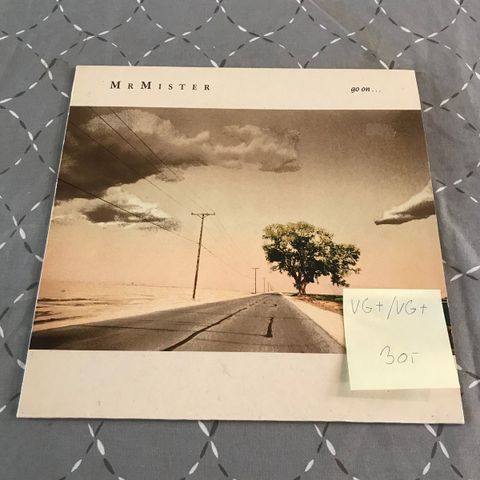 MR MISTER
go on...
VG+/VG+
30,-